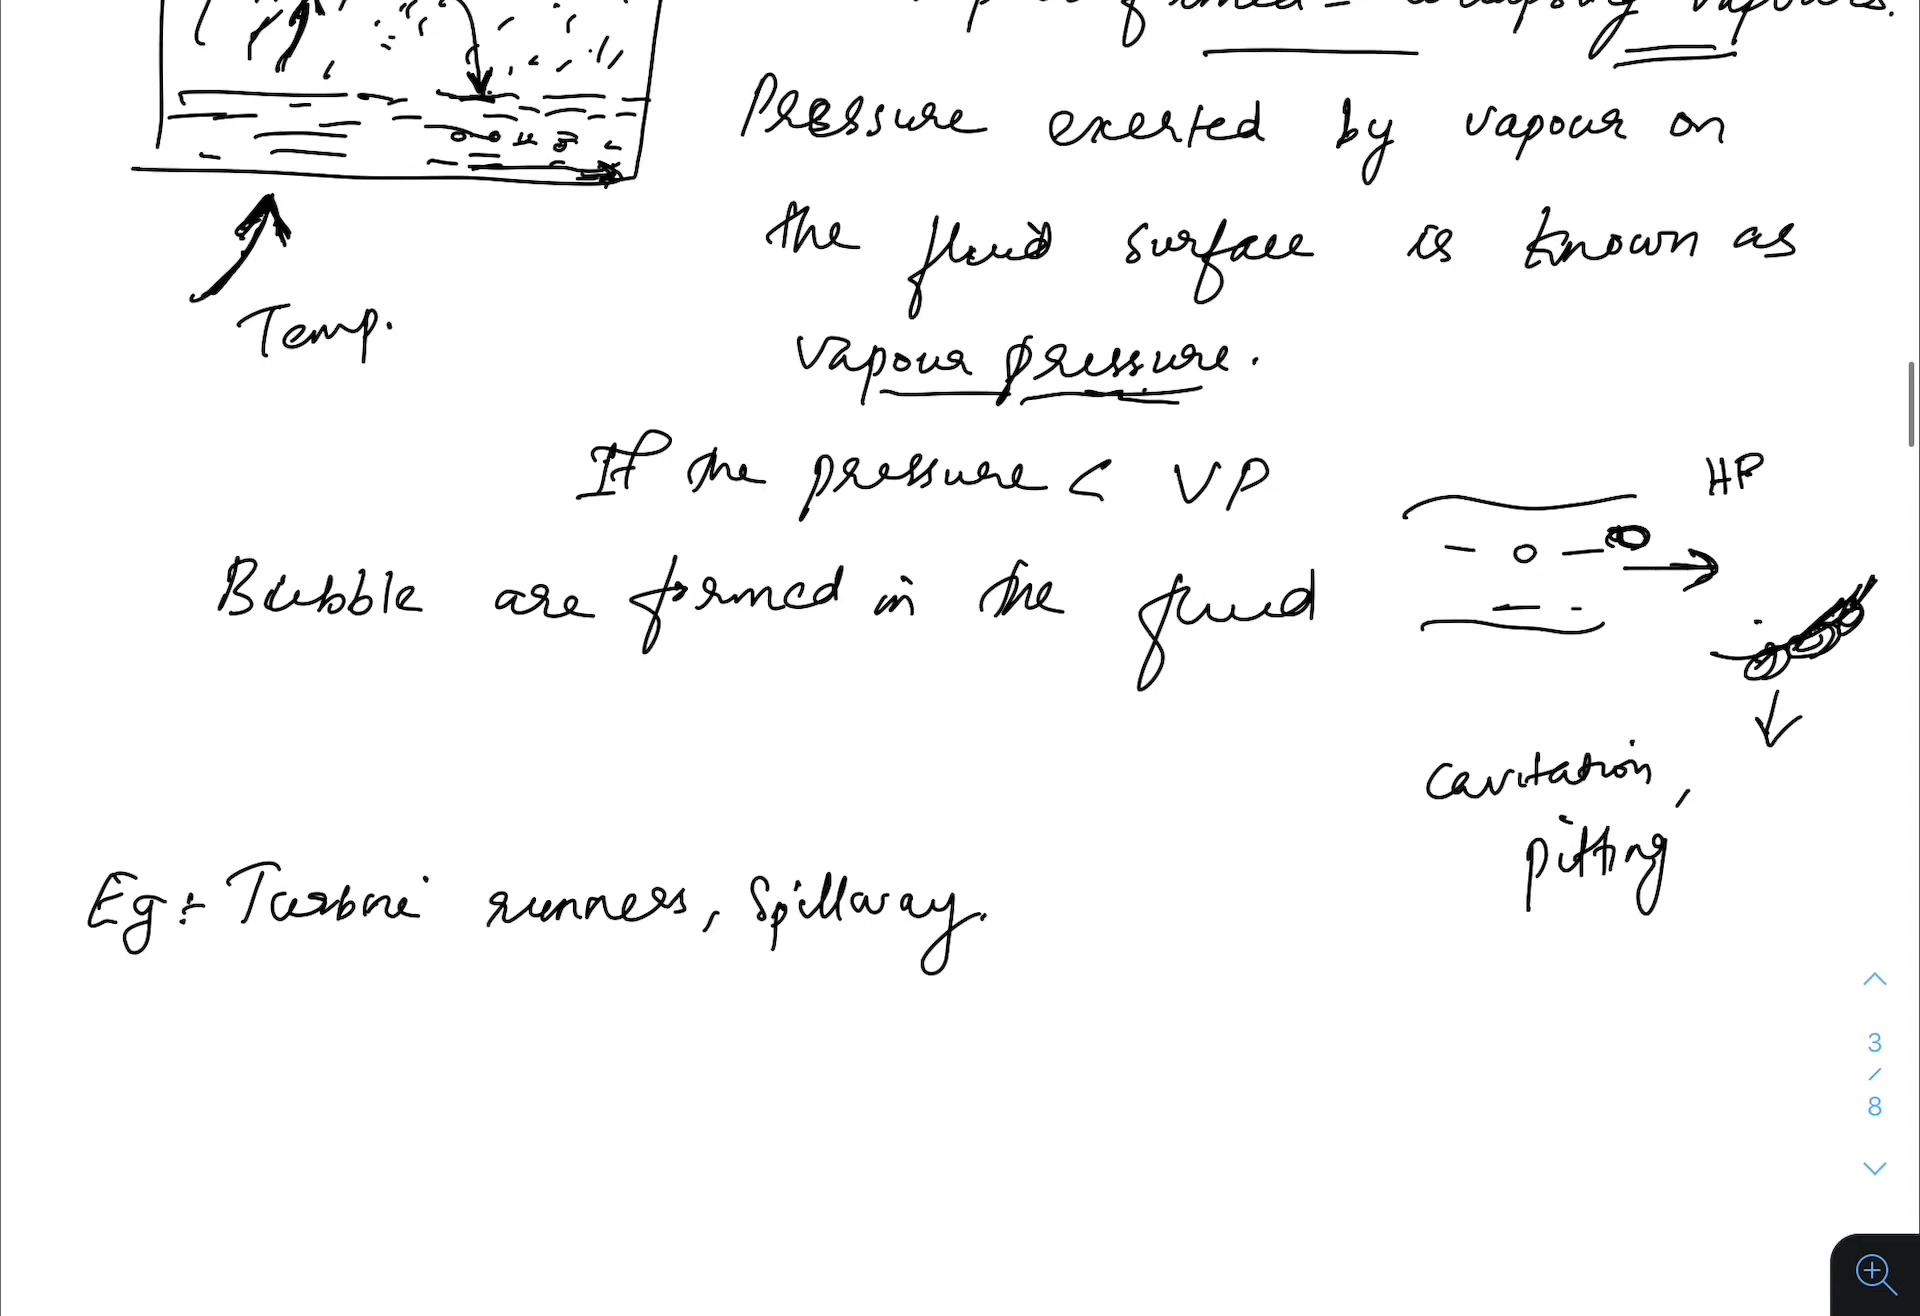 Pressure exerted by vapour on
the fluid surface is known as
Temp.
vapour pressure.
If the pressure < VP
HP
Bubble are formed in the fluid
cavitation,
pitting
Eg:- Turbine runners, Spillway.
3
/
8